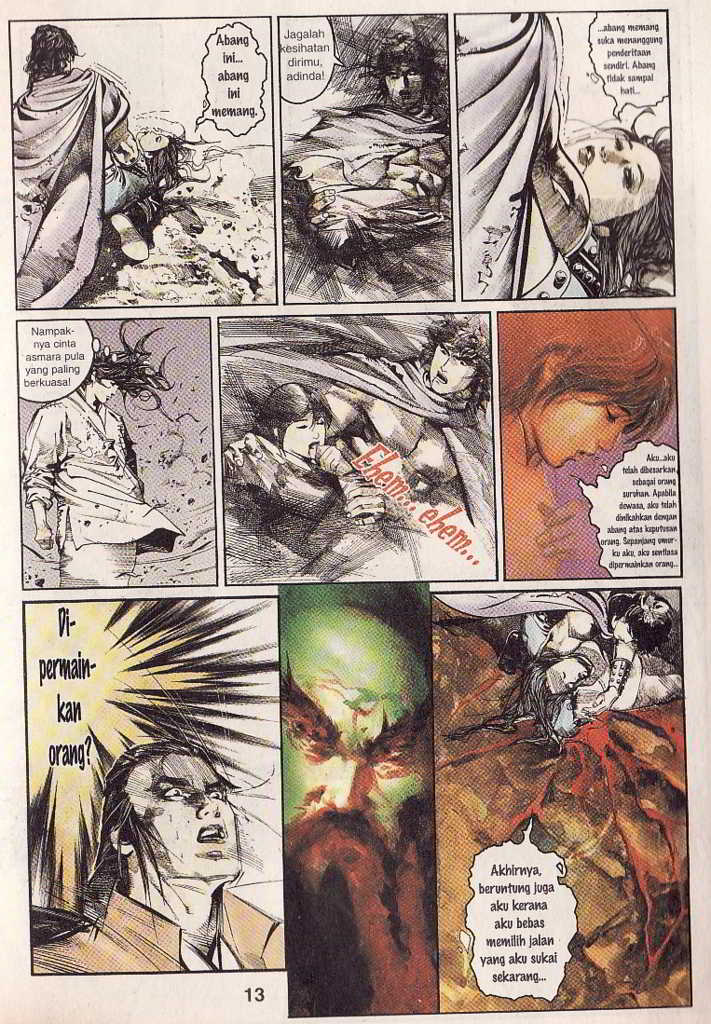 Abang
ini...
abang
ini
memang.
Jagalah
kesihatan
dirimu,
adinda!
...abang memang
suka menanggung
penderitaan
sendiri. Abang
tidak sampai
hati...
Nampak-
nya cinta
asmara pula
yang paling
berkuasa!
Ehem... ehem...
Aku..aku
telah dibesarkan
sebagai orang
suruhan. Apabila
dewasa, aku telah
dinikahkan dengan
abang atas keputusan
orang. Sepanjang umur-
ku aku, aku sentiasa
dipermainkan orang...
Di-
permain-
kan
orang?
Akhirnya,
beruntung juga
aku kerana
aku bebas
memilih jalan
yang aku sukai
sekarang...
13